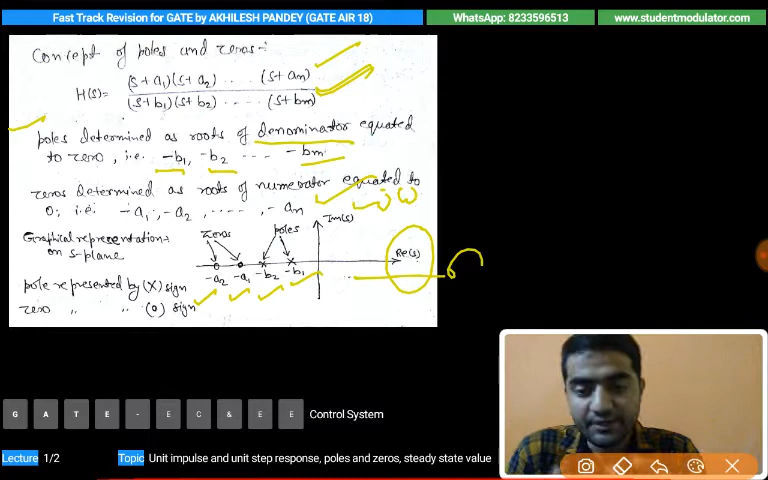 Fast Track Revision for GATE by AKHILESH PANDEY (GATE AIR 18)
WhatsApp: 8233596513
www.studentmodulator.com
Concept of poles and zeros:-
H(s)= (s+a1)(s+a2) .... (s+an)
(s+b1)(s+b2) ..... (s+bm)
poles determined as roots of denominator equated
to zero, i.e. -b1, -b2 .... -bm
zeros determined as roots of numerator equated to
0; i.e. -a1, -a2, ....., -an
jω
Graphical representation
on s-plane
zeros
poles
Im(s)
Re(s)
σ
-a2 -a1 -b2 -b1
pole represented by (X) sign
zero " " (0) sign
G A T E - E C & E E Control System
Lecture 1/2 Topic Unit impulse and unit step response, poles and zeros, steady state value